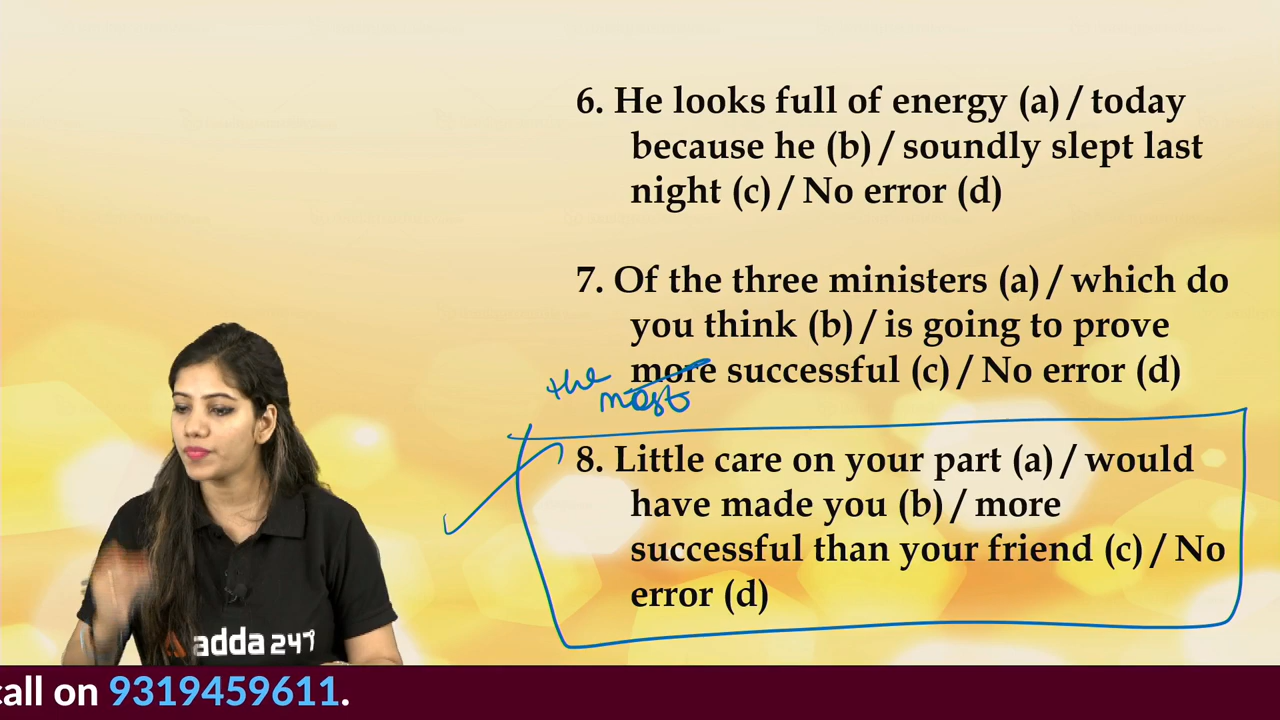 6. He looks full of energy (a) / today
because he (b) / soundly slept last
night (c) / No error (d)
7. Of the three ministers (a) / which do
you think (b) / is going to prove
more successful (c) / No error (d)
the
most
8. Little care on your part (a) / would
have made you (b) / more
successful than your friend (c) / No
error (d)
adda 247
call on 9319459611.